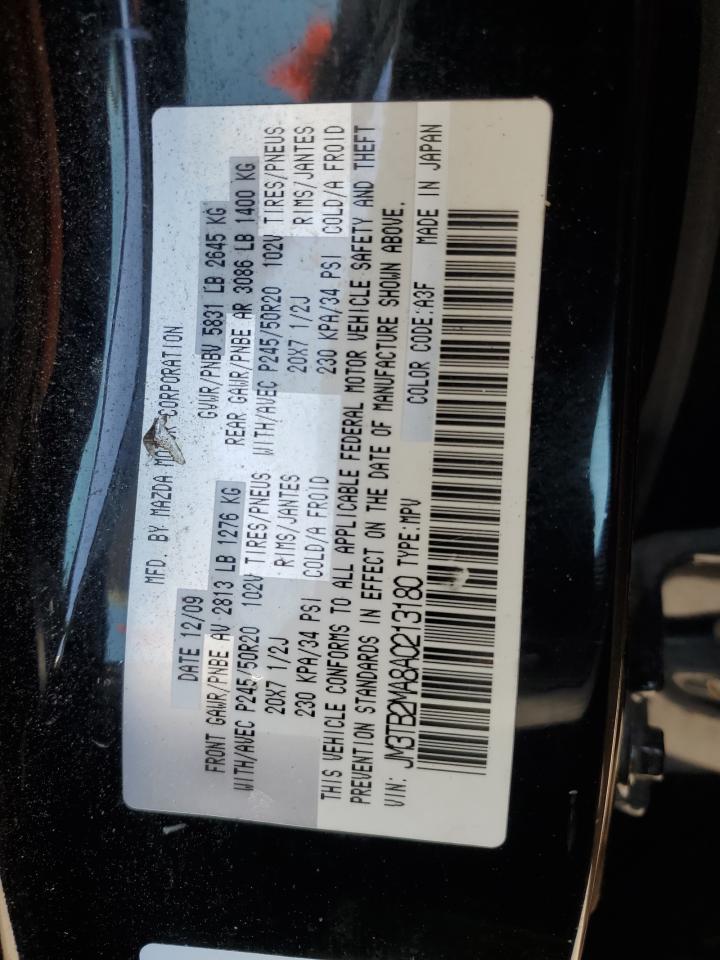 MFD. BY MAZDA MOTOR CORPORATION
DATE 12/09 GVWR/PNBV 5831 LB 2645 KG
FRONT GAWR/PNBE AV 2813 LB 1276 KG REAR GAWR/PNBE AR 3086 LB 1400 KG
WITH/AVEC P245/50R20 102V TIRES/PNEUS WITH/AVEC P245/50R20 102V TIRES/PNEUS
20X7 1/2J RIMS/JANTES 20X7 1/2J RIMS/JANTES
230 KPA/34 PSI COLD/A FROID 230 KPA/34 PSI COLD/A FROID
THIS VEHICLE CONFORMS TO ALL APPLICABLE FEDERAL MOTOR VEHICLE SAFETY AND THEFT
PREVENTION STANDARDS IN EFFECT ON THE DATE OF MANUFACTURE SHOWN ABOVE.
VIN: JM3TB2MA8A0213180 TYPE:MPV COLOR CODE:A3F MADE IN JAPAN